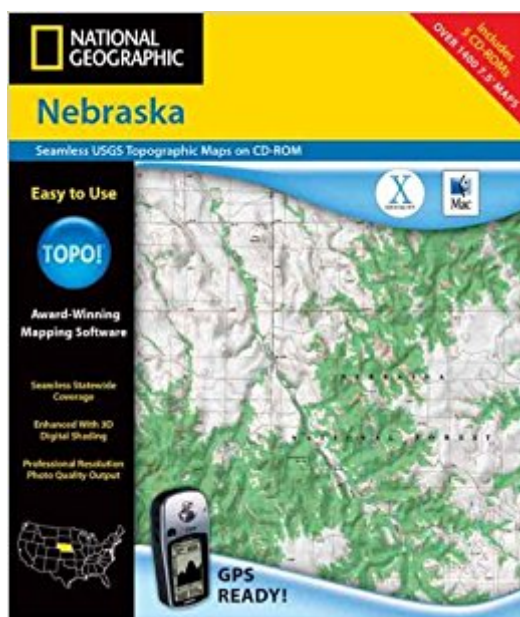 NATIONAL
GEOGRAPHIC
Includes
5 CD-ROMs
OVER 1400 7.5' MAPS
Nebraska
Seamless USGS Topographic Maps on CD-ROM
Easy to Use
TOPO!
Award-Winning
Mapping Software
Seamless Statewide
Coverage
Enhanced With 3D
Digital Shading
Professional Resolution
Photo Quality Output
X
Mac
NATIONAL FOREST
GPS
READY!